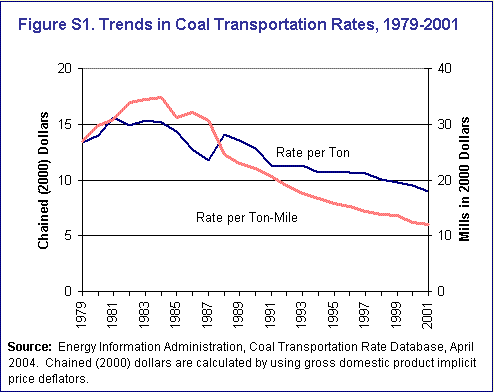 Figure S1. Trends in Coal Transportation Rates, 1979-2001
20
15
10
5
0
Chained (2000) Dollars
40
30
20
10
0
Mills in 2000 Dollars
Rate per Ton
Rate per Ton-Mile
1979
1981
1983
1985
1987
1989
1991
1993
1995
1997
1999
2001
Source: Energy Information Administration, Coal Transportation Rate Database, April
2004. Chained (2000) dollars are calculated by using gross domestic product implicit
price deflators.